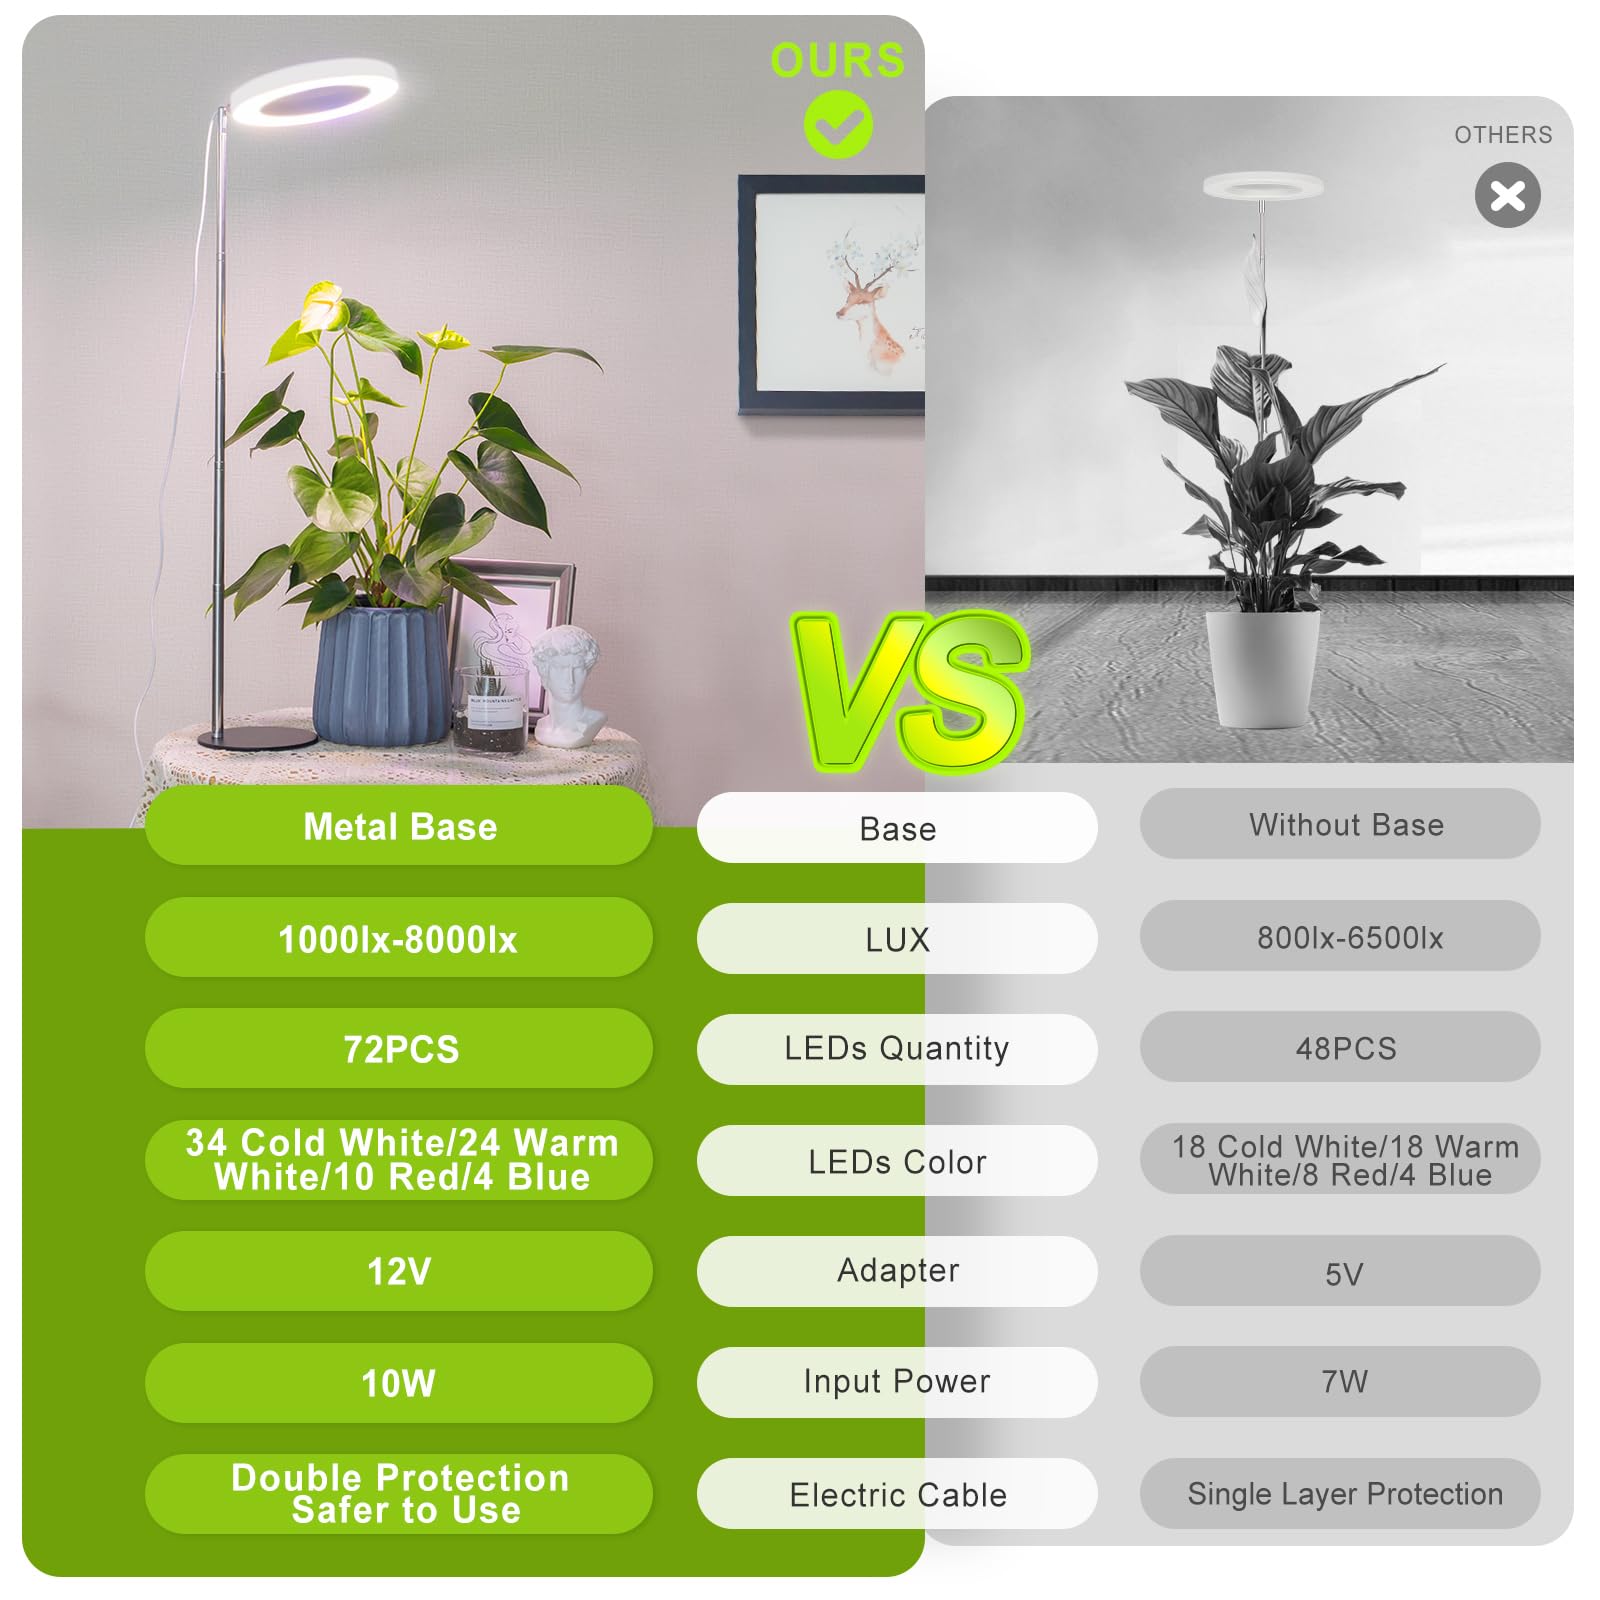 OURS
OTHERS
VS
Metal Base
Base
Without Base
1000lx-8000lx
LUX
800lx-6500lx
72PCS
LEDs Quantity
48PCS
34 Cold White/24 Warm
White/10 Red/4 Blue
LEDs Color
18 Cold White/18 Warm
White/8 Red/4 Blue
12V
Adapter
5V
10W
Input Power
7W
Double Protection
Safer to Use
Electric Cable
Single Layer Protection